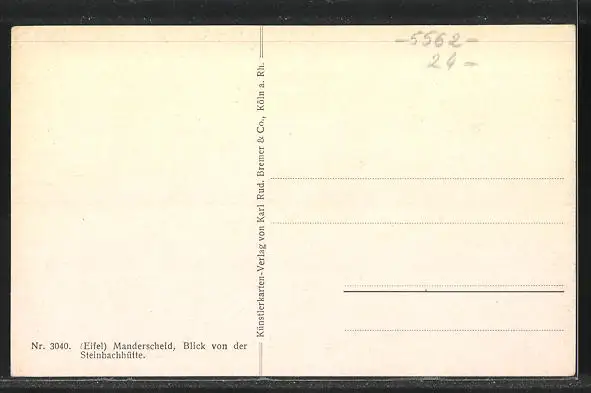 -5562-
24-
Künstlerkarten-Verlag von Karl Rud. Bremer & Co., Köln a. Rh.
Nr. 3040. (Eifel) Manderscheid, Blick von der
Steinbachhütte.